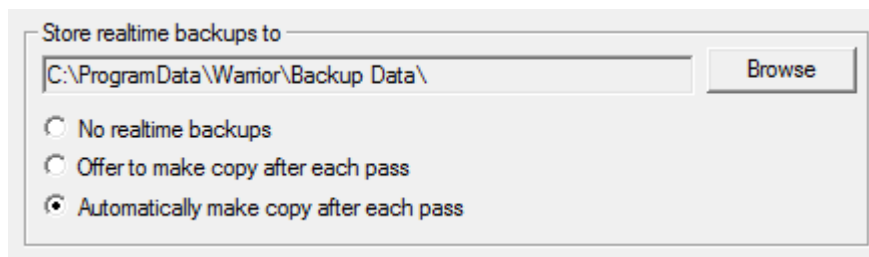 Store realtime backups to
C:\ProgramData\Warrior\Backup Data\
Browse
No realtime backups
Offer to make copy after each pass
Automatically make copy after each pass